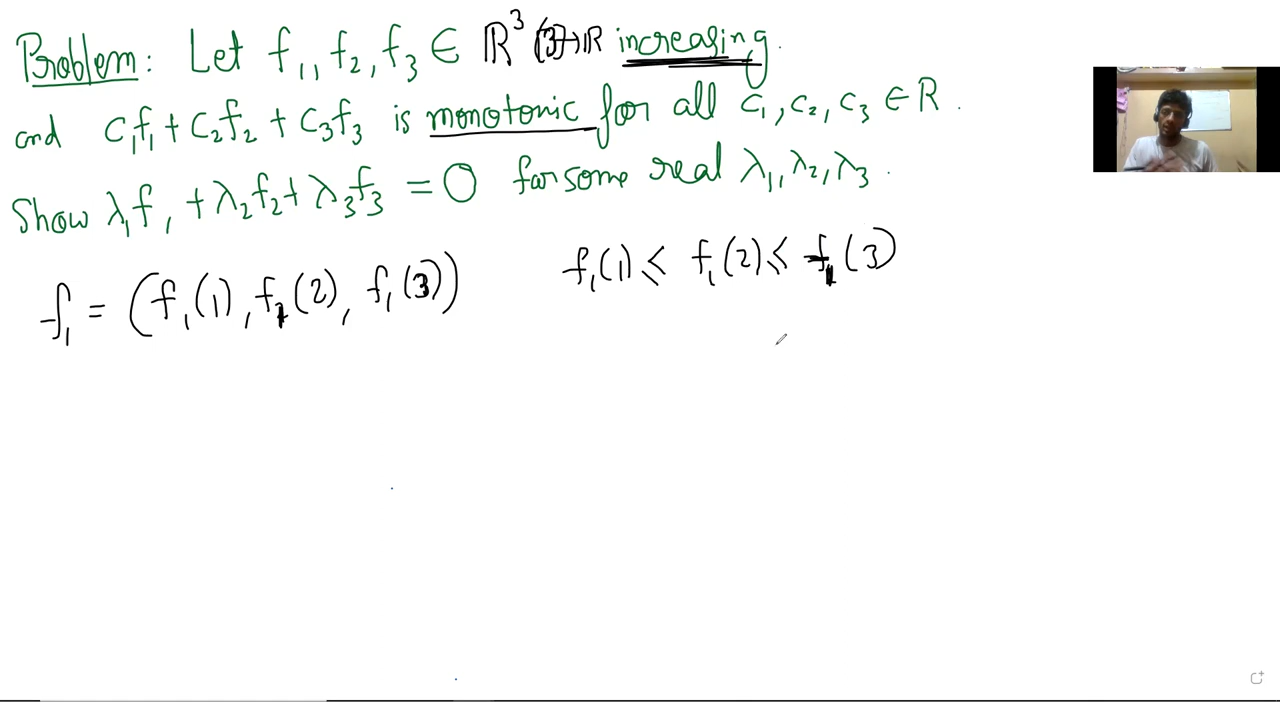 Problem: Let f₁, f₂, f₃ ∈ ℝ³ [3]→ℝ increasing.
and c₁f₁ + c₂f₂ + c₃f₃ is monotonic for all c₁, c₂, c₃ ∈ R.
Show λ₁f₁ + λ₂f₂ + λ₃f₃ = 0 for some real λ₁, λ₂, λ₃.
f₁ = (f₁(1), f₁(2), f₁(3)) f₁(1) ≤ f₁(2) ≤ f₁(3)